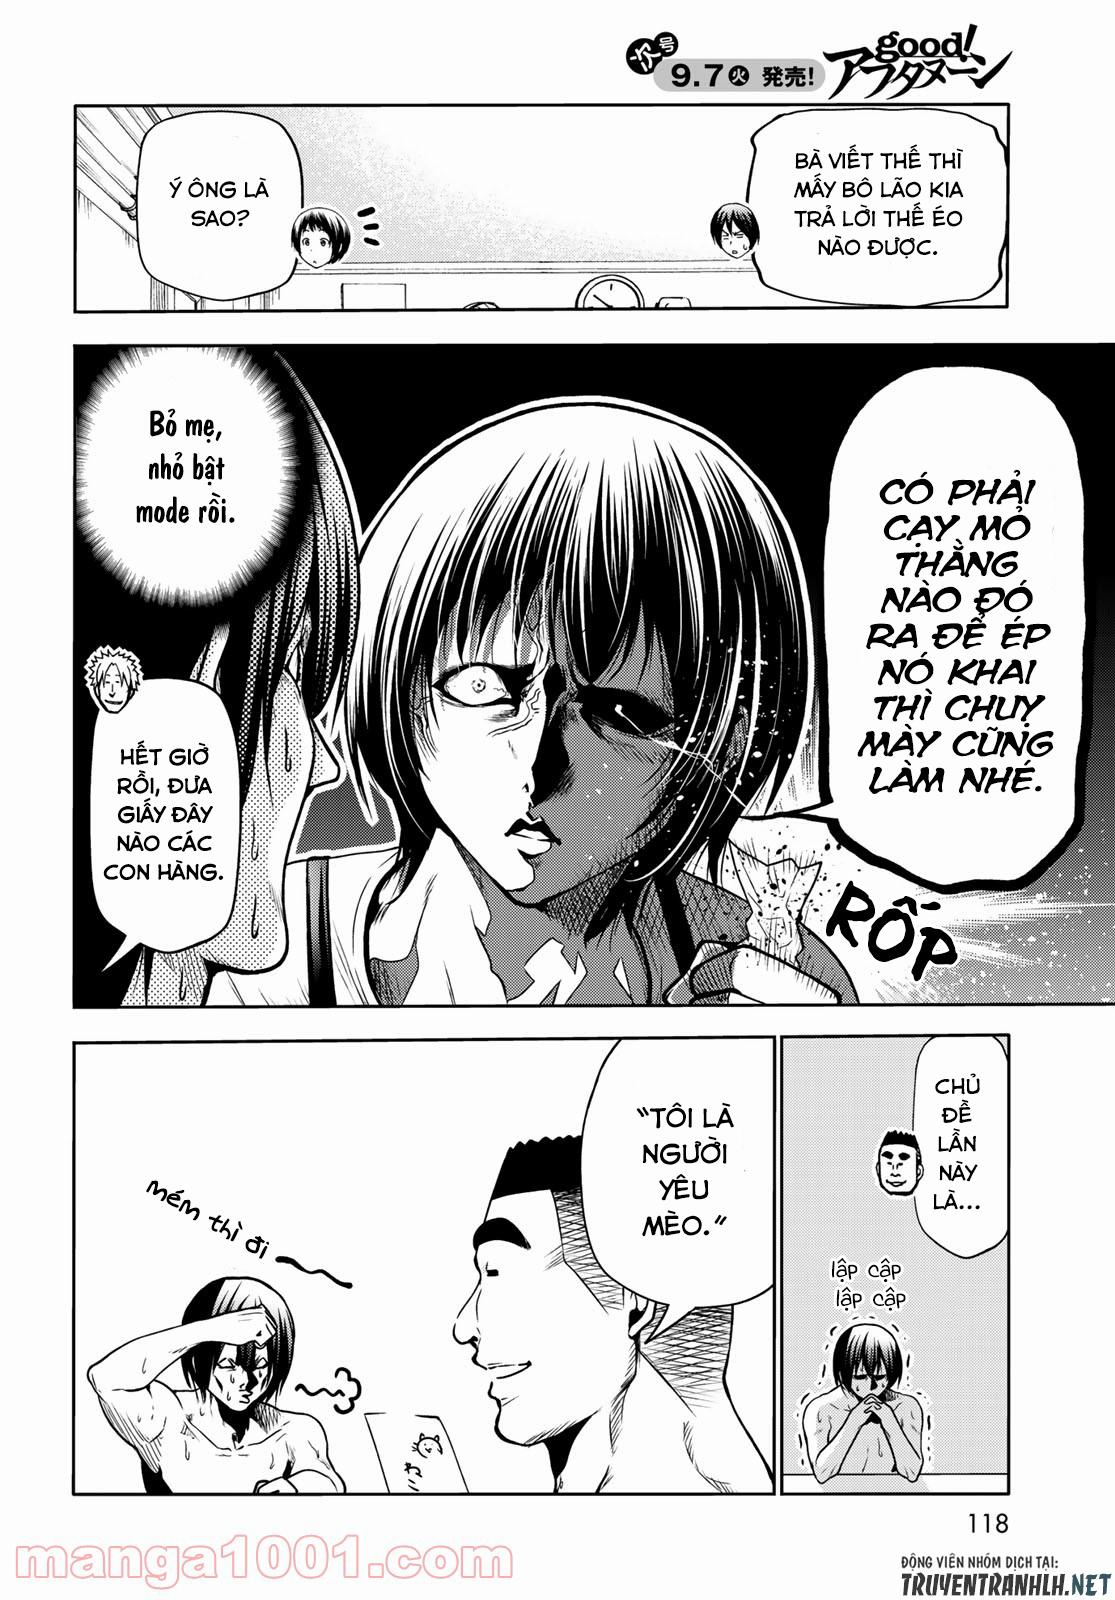 good!
アフタヌーン
次号
9.7火 発売!
BÀ VIẾT THẾ THÌ
MẤY BÔ LÃO KIA
TRẢ LỜI THẾ ÉO
NÀO ĐƯỢC.
Ý ÔNG LÀ
SAO?
CÓ PHẢI
CẠY MỎ
THẰNG
NÀO ĐÓ
RA ĐỂ ÉP
NÓ KHAI
THÌ CHUỴ
MÀY CŨNG
LÀM NHÉ.
RỐP
Bỏ mẹ,
nhỏ bật
mode rồi.
HẾT GIỜ
RỒI, ĐƯA
GIẤY ĐÂY
NÀO CÁC
CON HÀNG.
CHỦ
ĐỀ
LẦN
NÀY
LÀ...
lập cập
lập cập
"TÔI LÀ
NGƯỜI
YÊU
MÈO."
mém thì đi
118
manga1001.com
ĐỘNG VIÊN NHÓM DỊCH TẠI:
TRUYENTRANHLH.NET